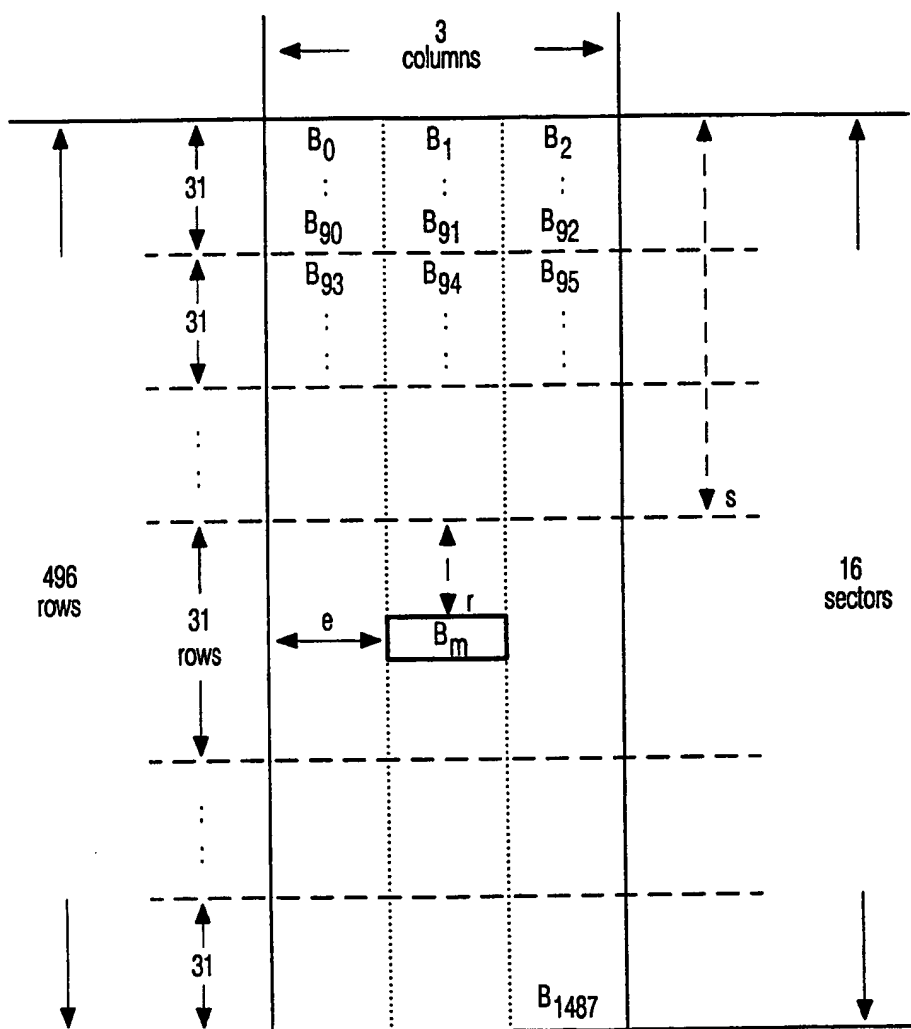 3
columns
B0 B1 B2
31
B90 B91 B92
B93 B94 B95
31
s
496
rows
16
sectors
31
rows
e
r
Bm
31
B1487